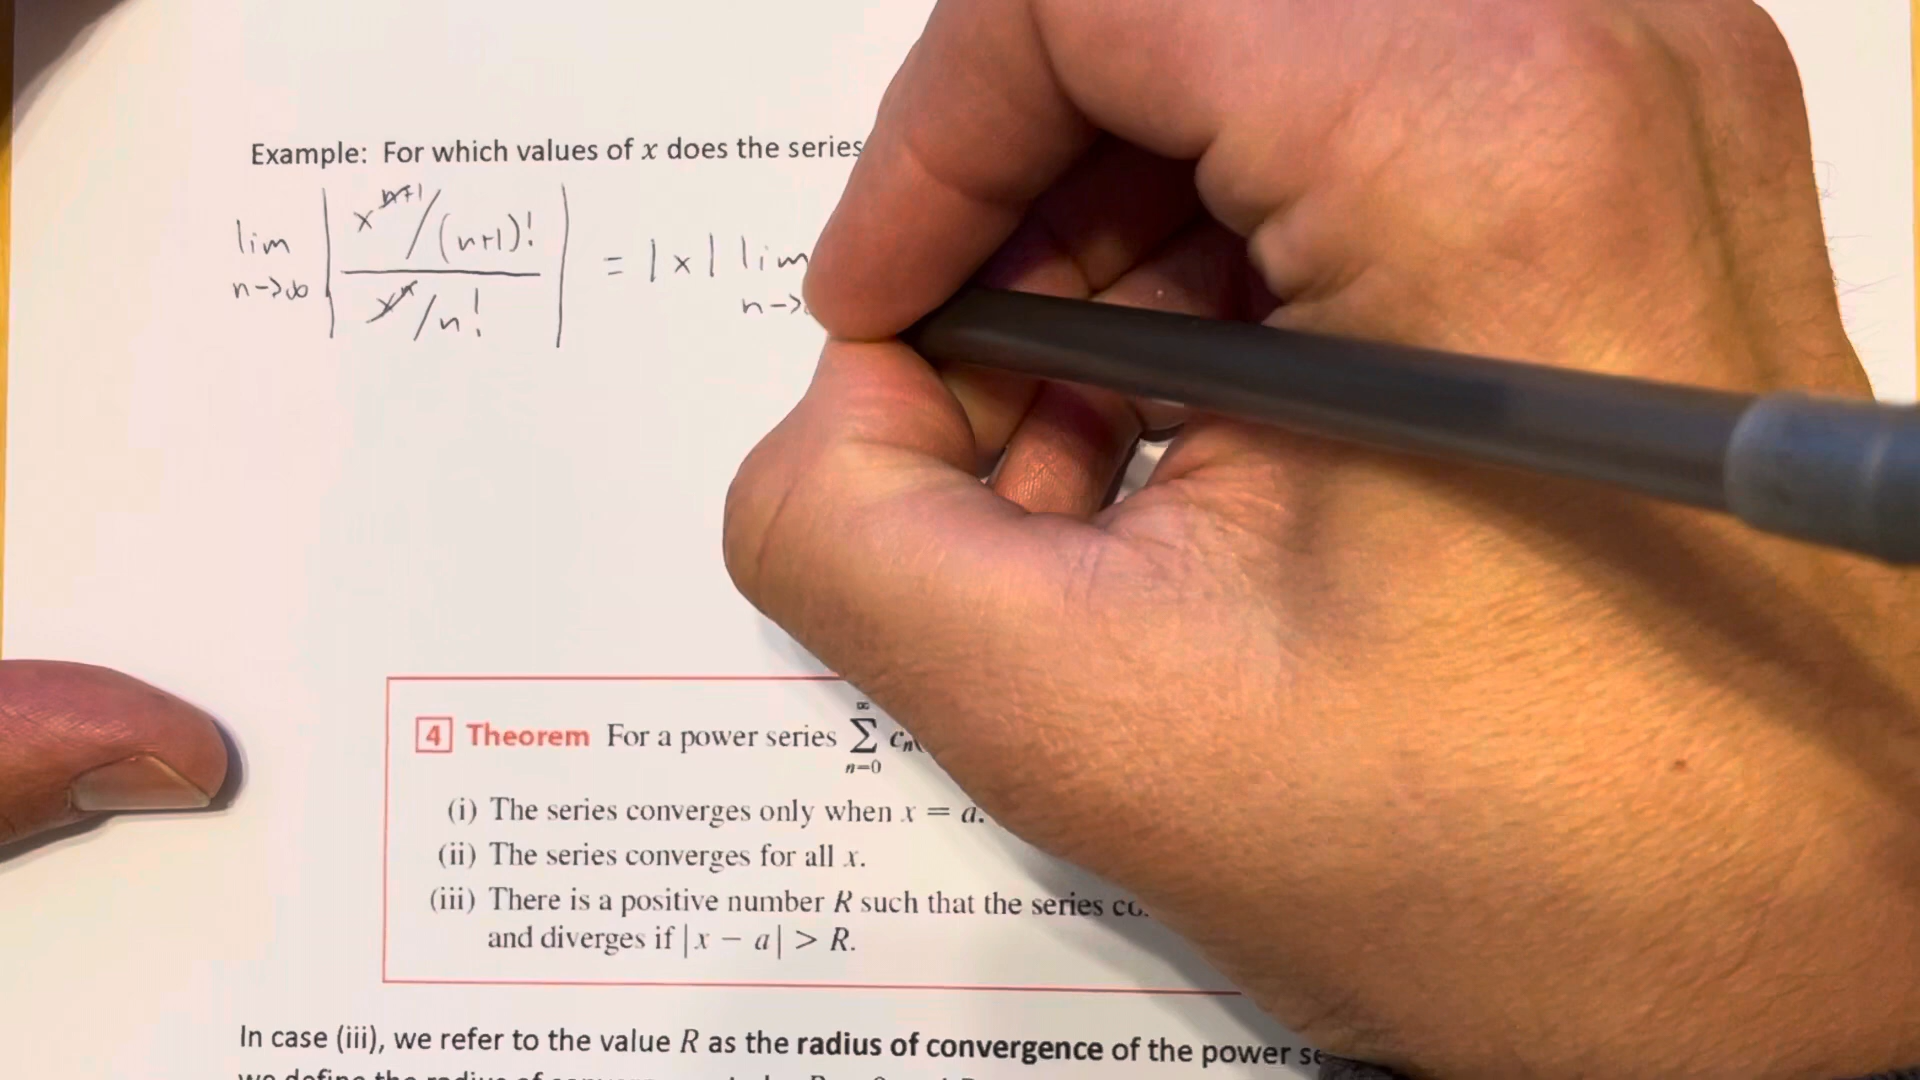 Example: For which values of x does the series
lim n->∞ | x^n+1/(n+1)! / x^n/n! | = |x| lim n->
4 Theorem For a power series ∑ n=0 ∞ cn
(i) The series converges only when x = a.
(ii) The series converges for all x.
(iii) There is a positive number R such that the series
and diverges if |x − a| > R.
In case (iii), we refer to the value R as the radius of convergence of the power